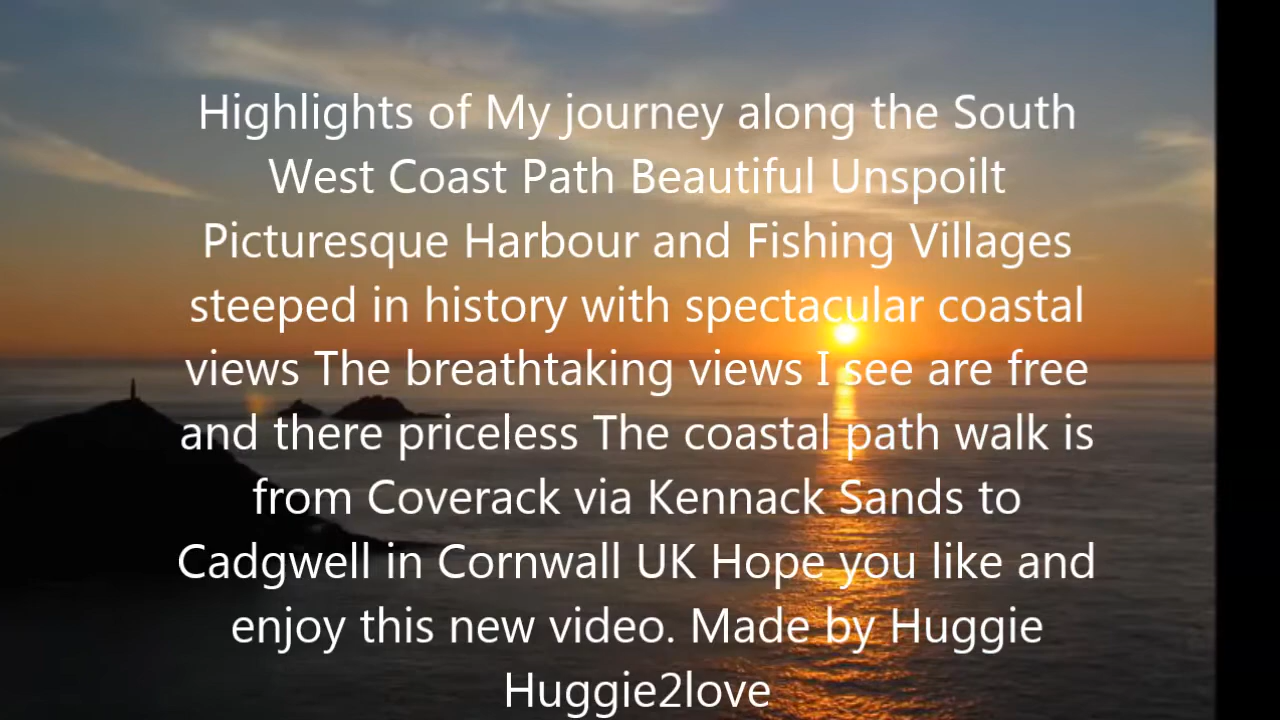 Highlights of My journey along the South
West Coast Path Beautiful Unspoilt
Picturesque Harbour and Fishing Villages
steeped in history with spectacular coastal
views The breathtaking views I see are free
and there priceless The coastal path walk is
from Coverack via Kennack Sands to
Cadgwell in Cornwall UK Hope you like and
enjoy this new video. Made by Huggie
Huggie2love